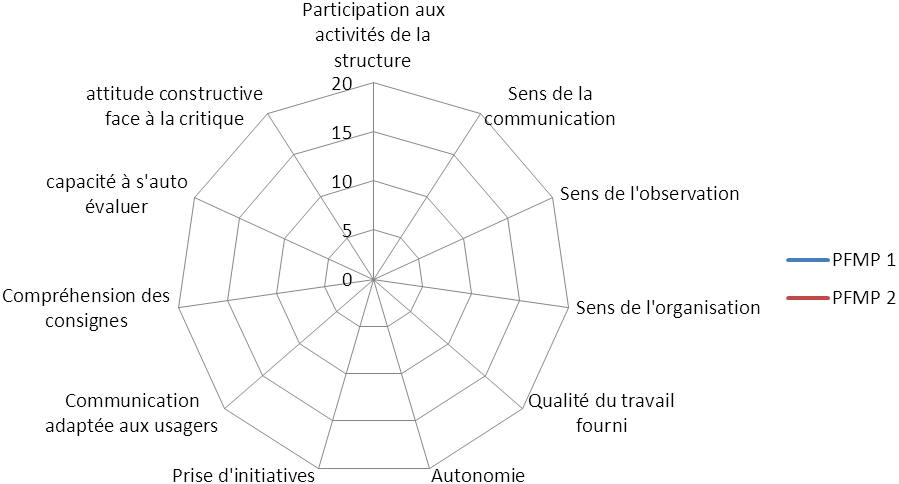 Participation aux
activités de la
structure
Sens de la
communication
Sens de l'observation
Sens de l'organisation
Qualité du travail
fourni
Autonomie
Prise d'initiatives
Communication
adaptée aux usagers
Compréhension des
consignes
capacité à s'auto
évaluer
attitude constructive
face à la critique
20
15
10
5
0
PFMP 1
PFMP 2